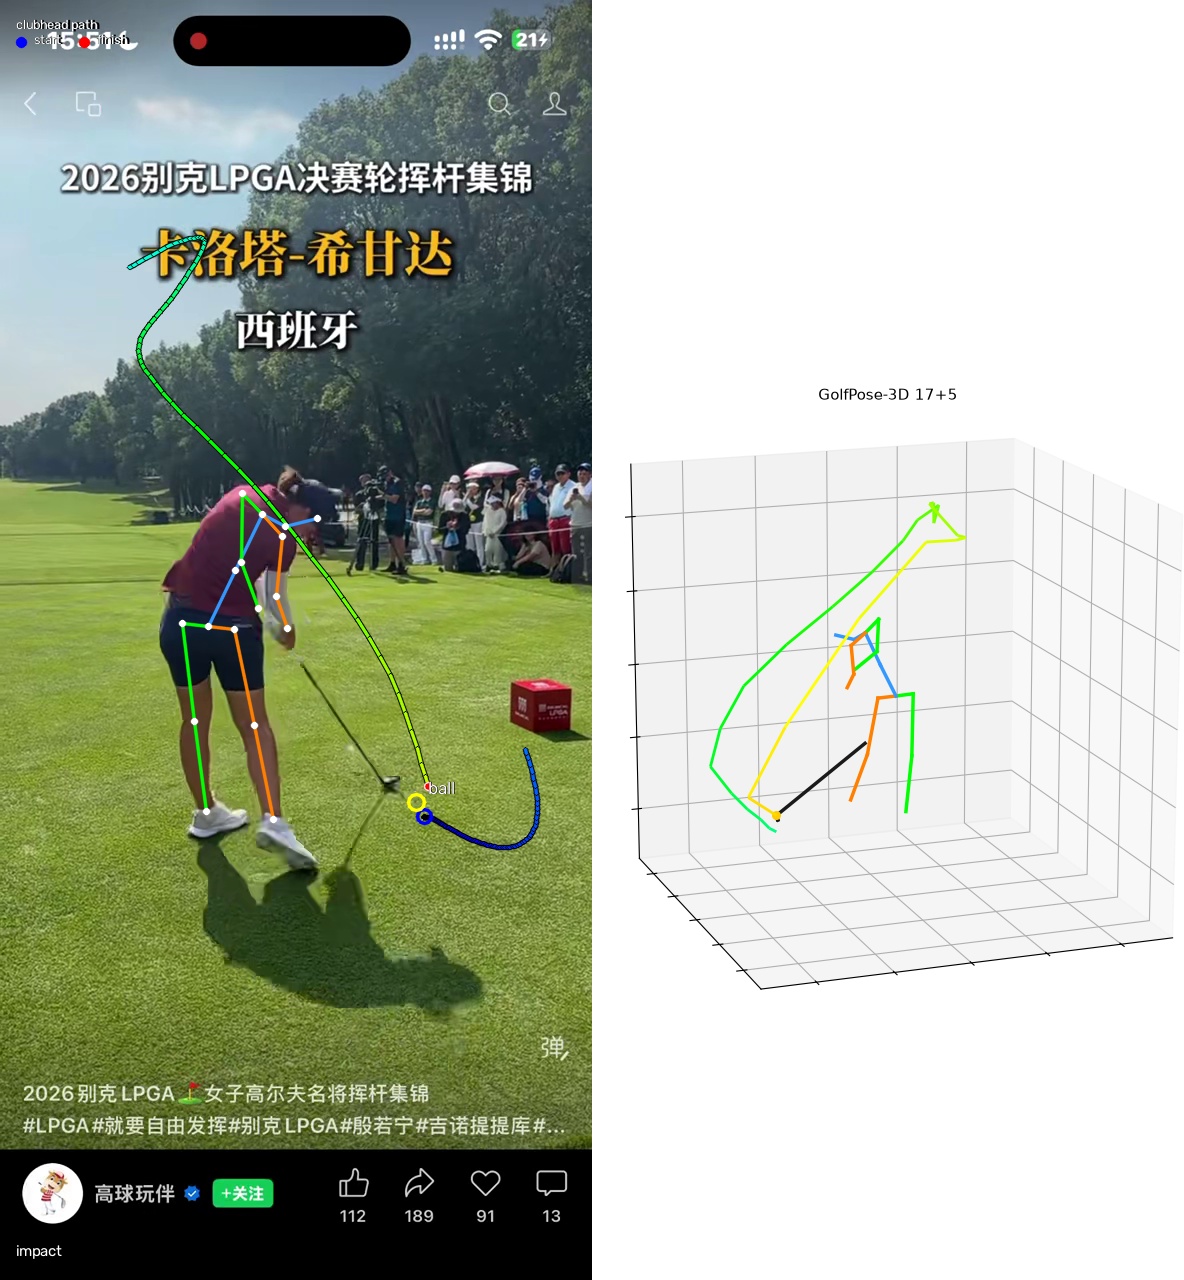 clubhead path
start
finish
15:51
21
2026别克LPGA决赛轮挥杆集锦
卡洛塔-希甘达
西班牙
GolfPose-3D 17+5
LPGA
ball
弹
2026别克LPGA⛳女子高尔夫名将挥杆集锦
#LPGA#就要自由发挥#别克LPGA#殷若宁#吉诺提提库#...
高球玩伴
+关注
112
189
91
13
impact